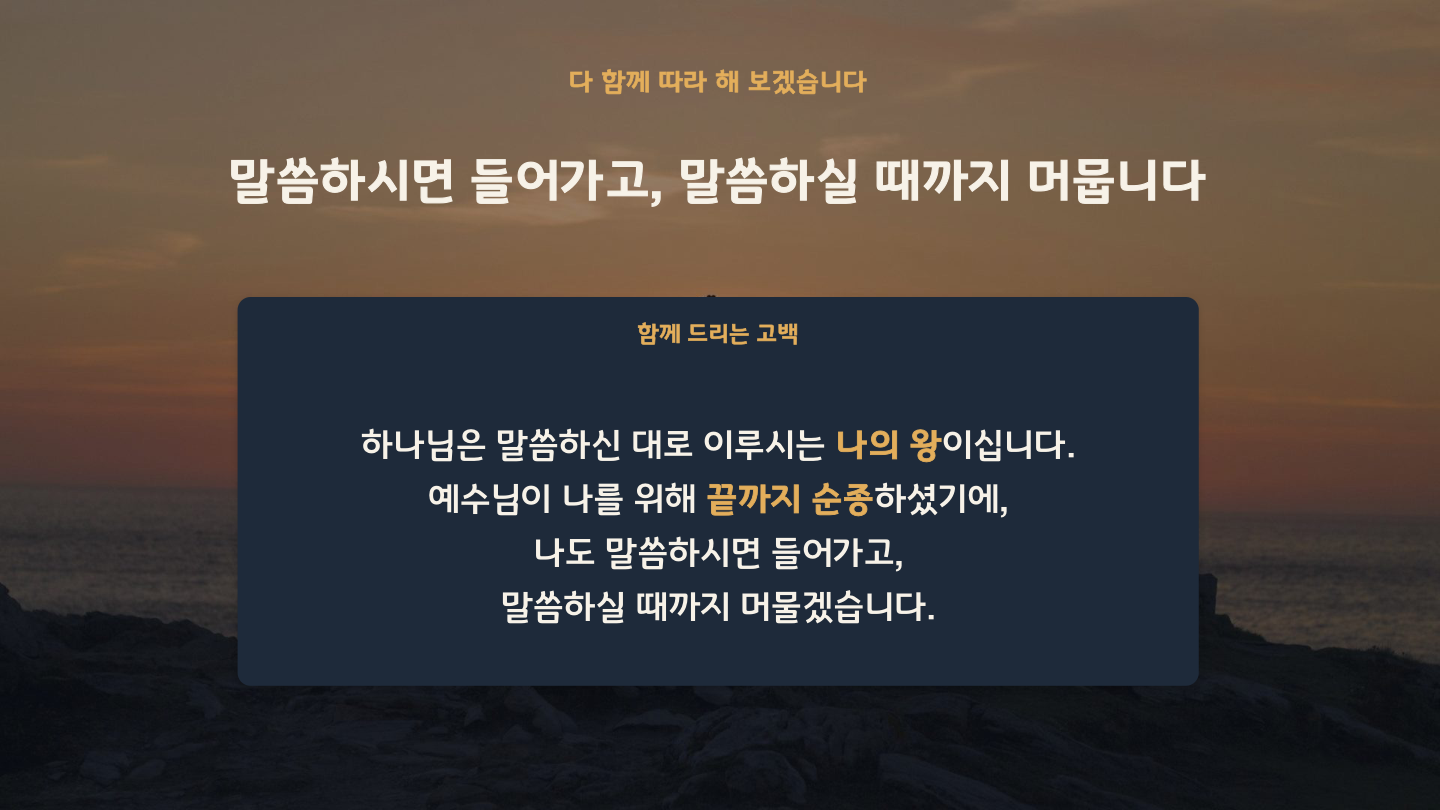 다 함께 따라 해 보겠습니다
말씀하시면 들어가고, 말씀하실 때까지 머뭅니다
함께 드리는 고백
하나님은 말씀하신 대로 이루시는 나의 왕이십니다.
예수님이 나를 위해 끝까지 순종하셨기에,
나도 말씀하시면 들어가고,
말씀하실 때까지 머물겠습니다.